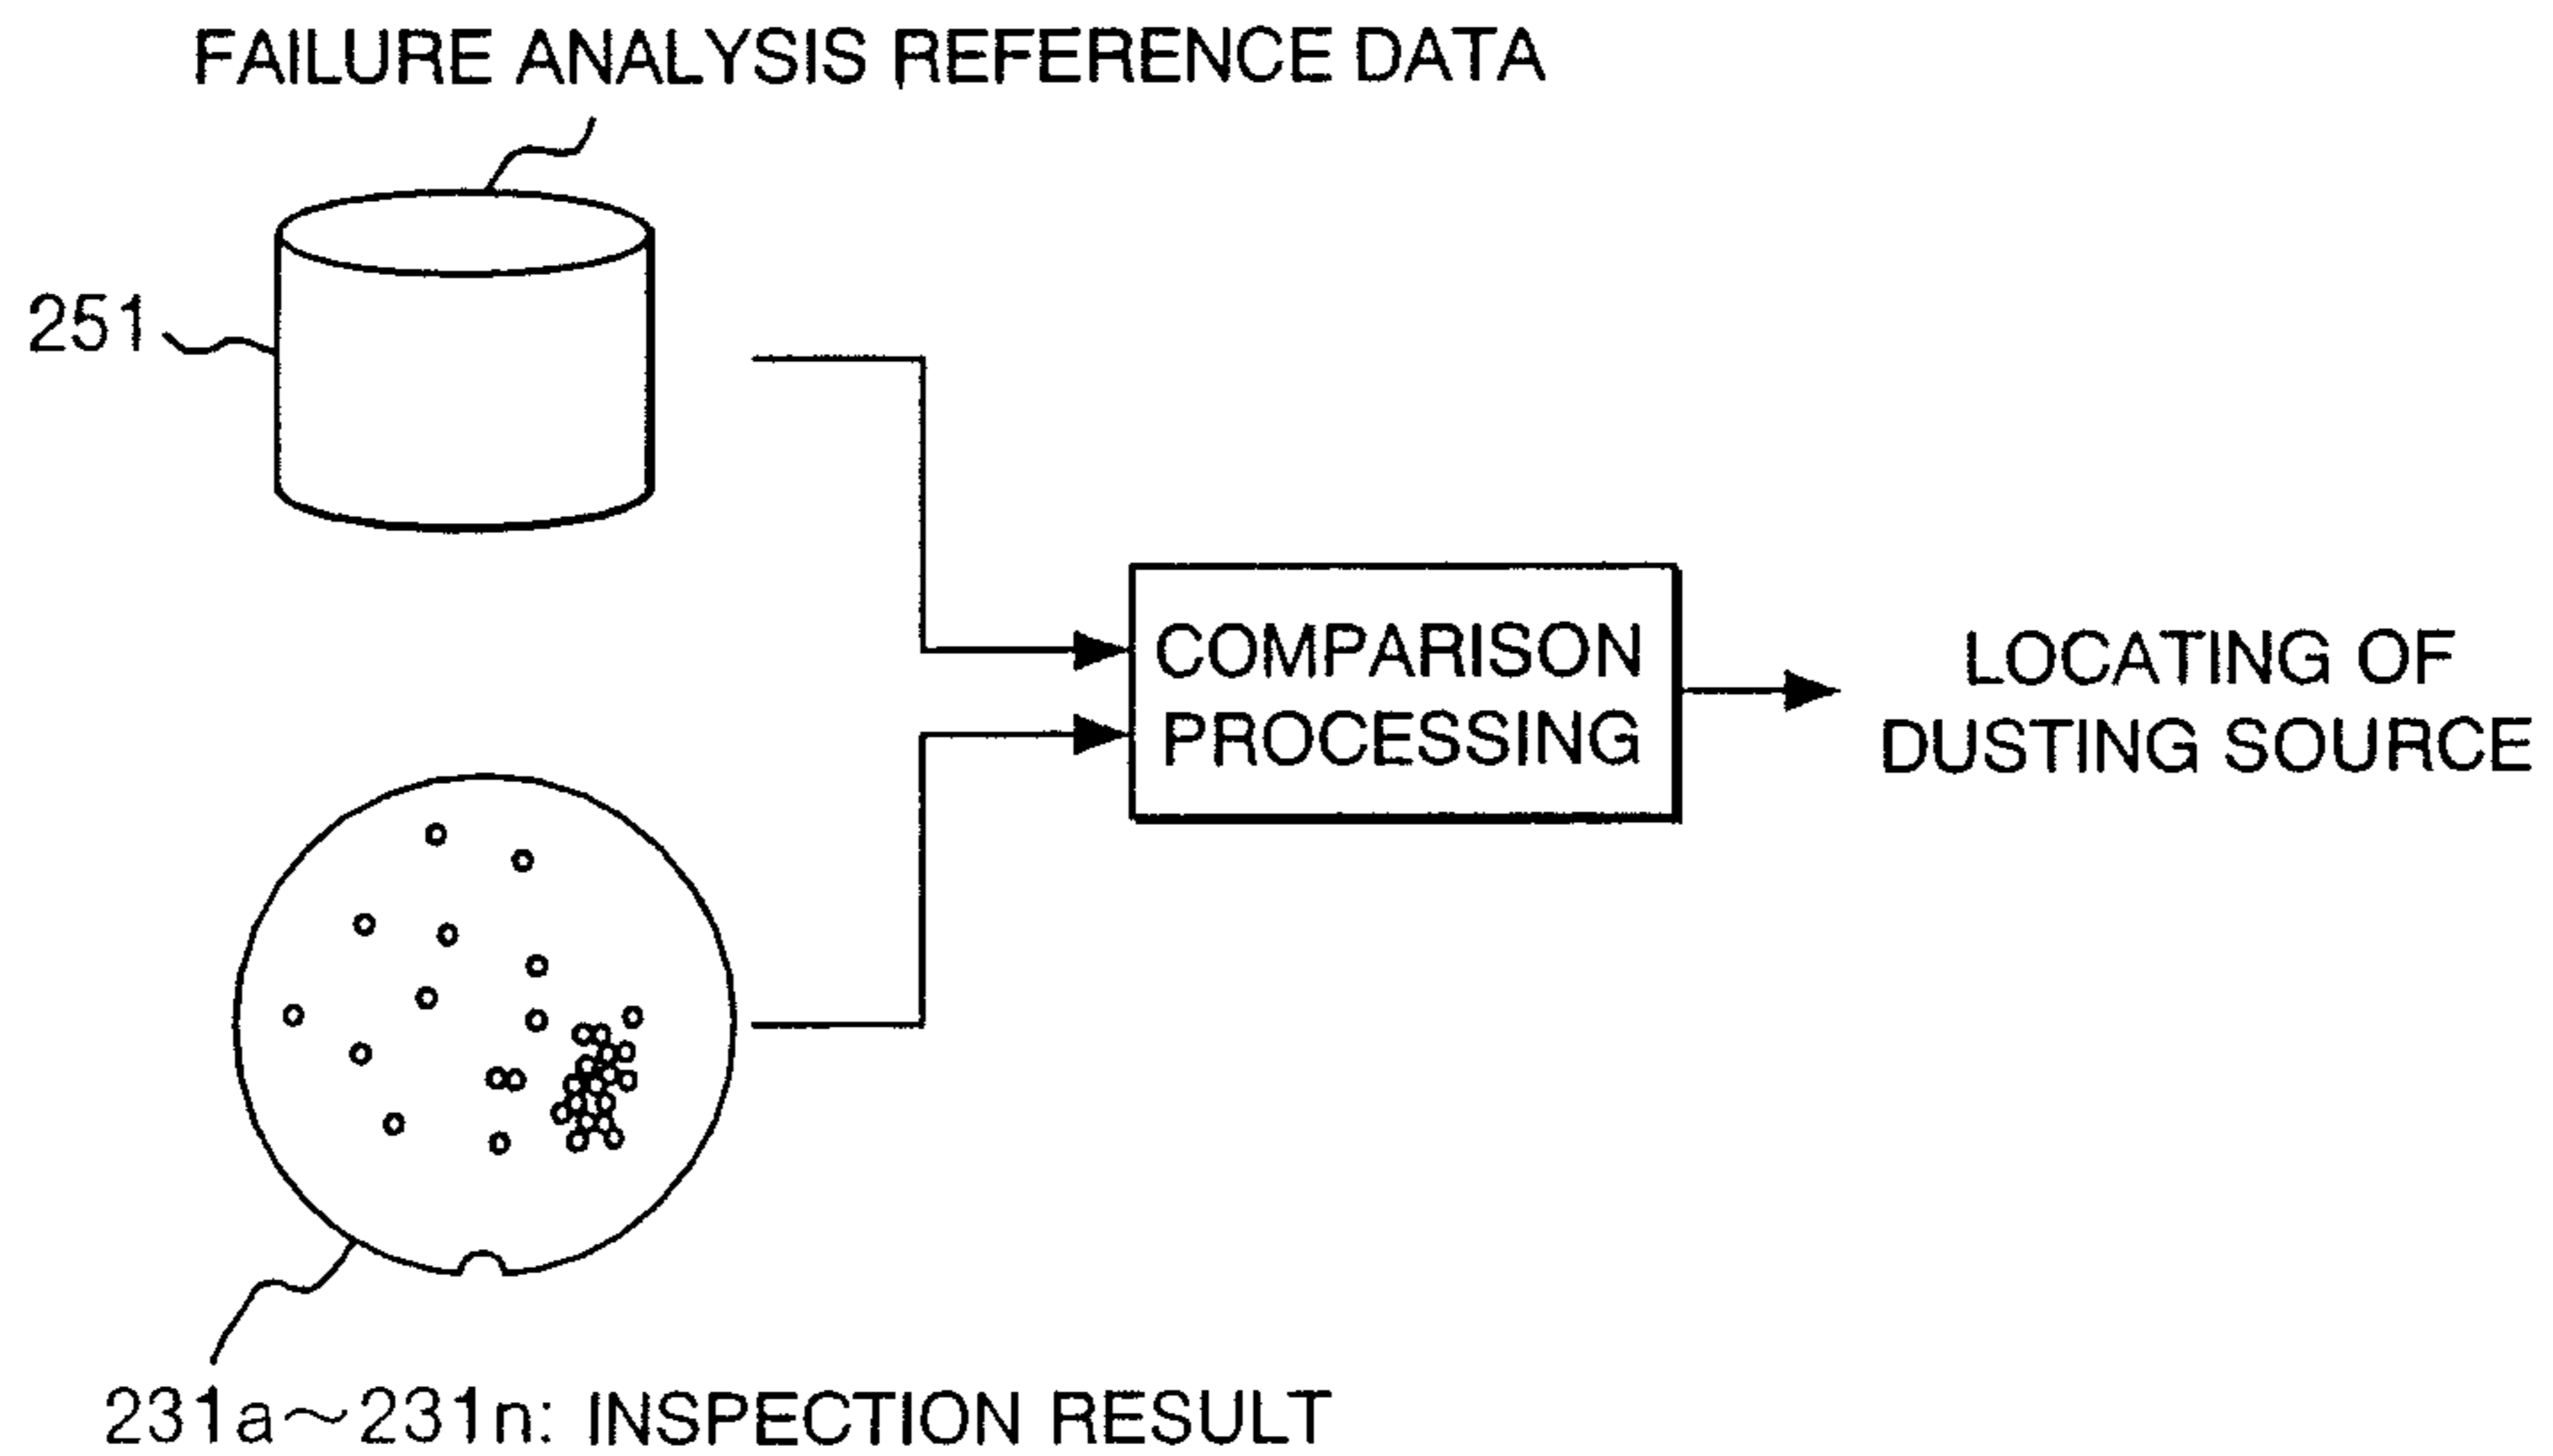 FAILURE ANALYSIS REFERENCE DATA
251
COMPARISON
PROCESSING
LOCATING OF
DUSTING SOURCE
231a～231n: INSPECTION RESULT